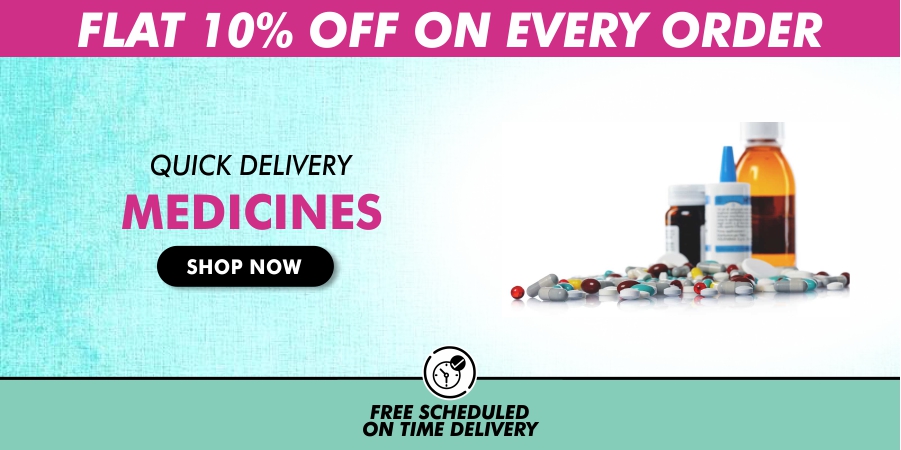 FLAT 10% OFF ON EVERY ORDER
QUICK DELIVERY
MEDICINES
SHOP NOW
FREE SCHEDULED
ON TIME DELIVERY